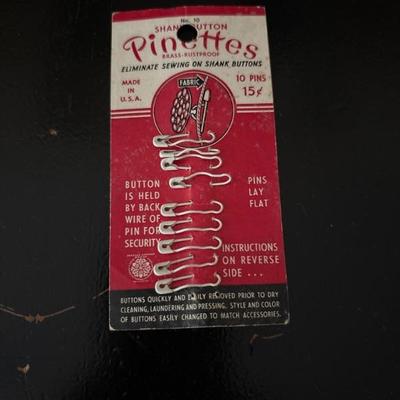 No. 10
SHANK BUTTON
Pinettes
BRASS-RUSTPROOF
ELIMINATE SEWING ON SHANK BUTTONS
MADE
IN
U.S.A.
FABRIC
10 PINS
15¢
BUTTON
IS HELD
BY BACK
WIRE OF
PIN FOR
SECURITY
PINS
LAY
FLAT
INSTRUCTIONS
ON REVERSE
SIDE ...
BUTTONS QUICKLY AND EASILY REMOVED PRIOR TO DRY
CLEANING, LAUNDERING AND PRESSING. STYLE AND COLOR
OF BUTTONS EASILY CHANGED TO MATCH ACCESSORIES.